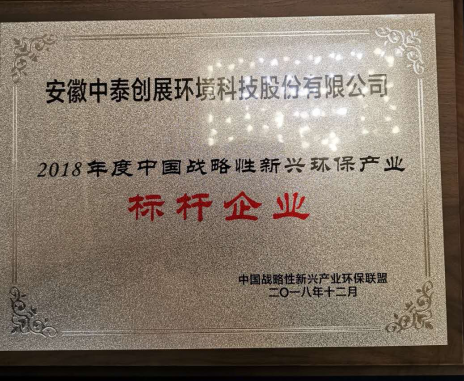 安徽中泰创展环境科技股份有限公司
2018年度中国战略性新兴环保产业
标杆企业
中国战略性新兴产业环保联盟
二〇一八年十二月